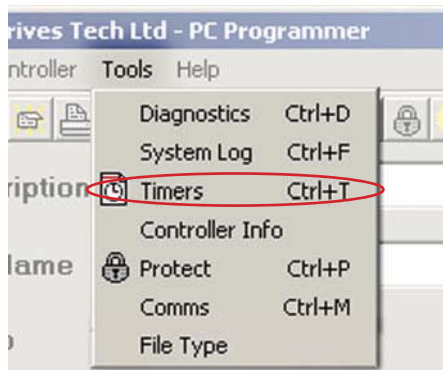 rives Tech Ltd - PC Programmer
ntroller Tools Help
Diagnostics Ctrl+D
System Log Ctrl+F
ription Timers Ctrl+T
Controller Info
lame Protect Ctrl+P
Comms Ctrl+M
File Type